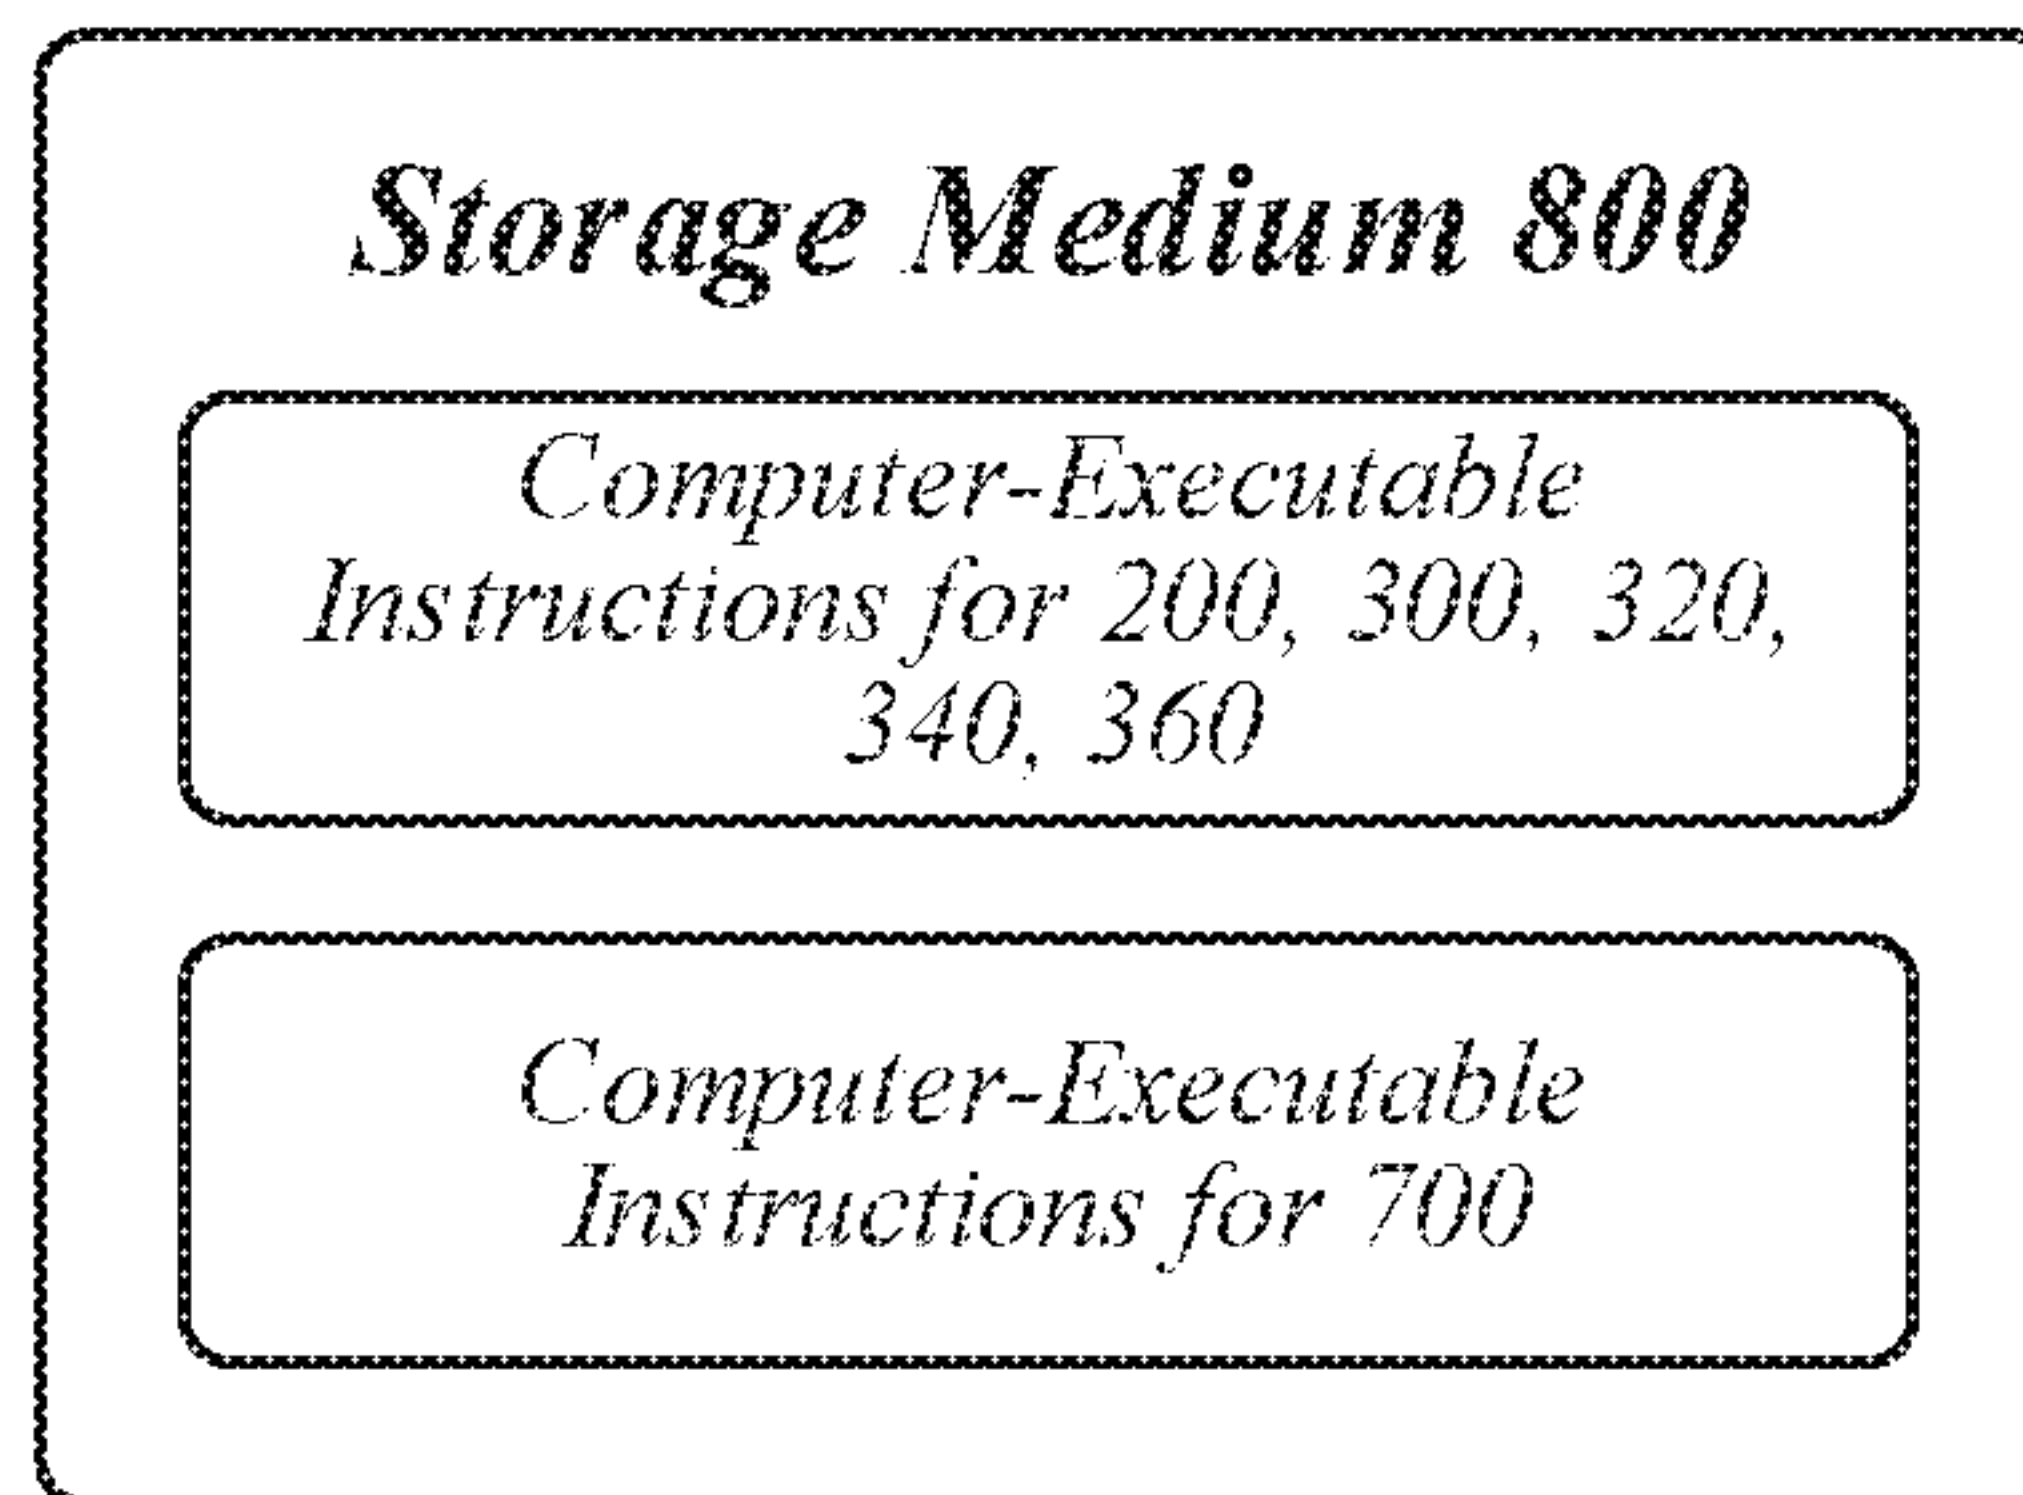 Storage Medium 800
Computer-Executable
Instructions for 200, 300, 320,
340, 360
Computer-Executable
Instructions for 700